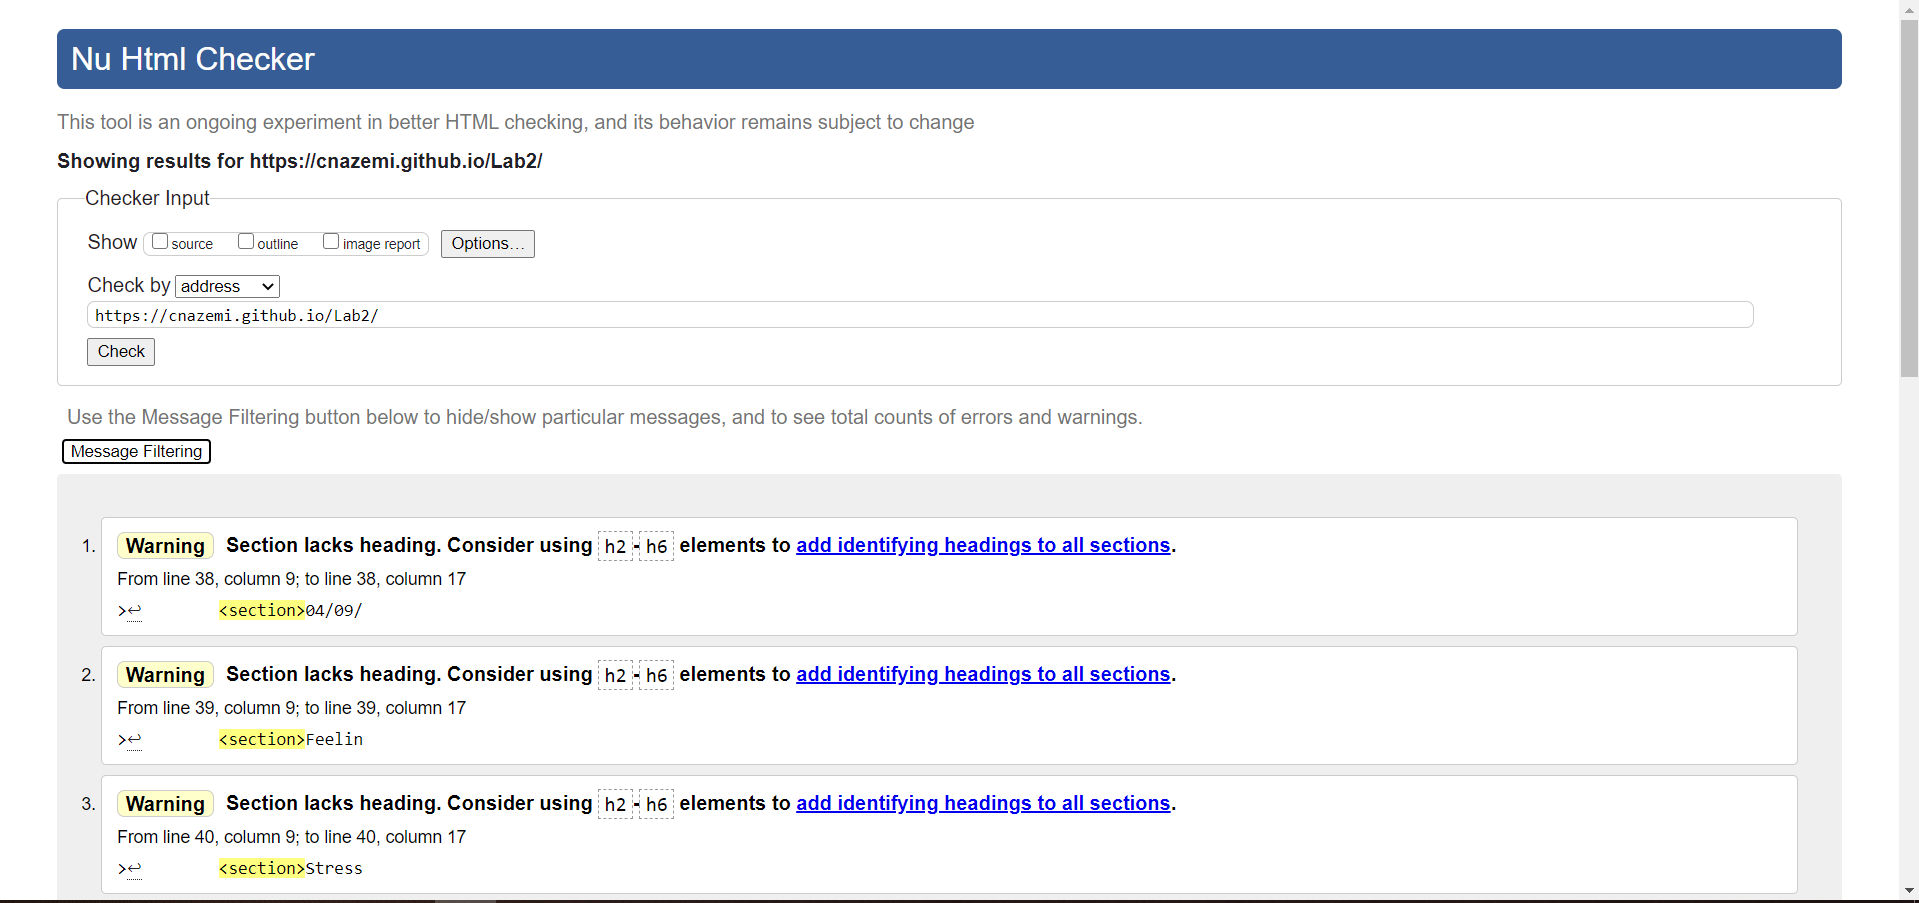 Nu Html Checker
This tool is an ongoing experiment in better HTML checking, and its behavior remains subject to change
Showing results for https://cnazemi.github.io/Lab2/
Checker Input
Show source outline image report Options...
Check by address
https://cnazemi.github.io/Lab2/
Check
Use the Message Filtering button below to hide/show particular messages, and to see total counts of errors and warnings.
Message Filtering
1. Warning Section lacks heading. Consider using h2-h6 elements to add identifying headings to all sections.
From line 38, column 9; to line 38, column 17
>↩ <section>04/09/
2. Warning Section lacks heading. Consider using h2-h6 elements to add identifying headings to all sections.
From line 39, column 9; to line 39, column 17
>↩ <section>Feelin
3. Warning Section lacks heading. Consider using h2-h6 elements to add identifying headings to all sections.
From line 40, column 9; to line 40, column 17
>↩ <section>Stress